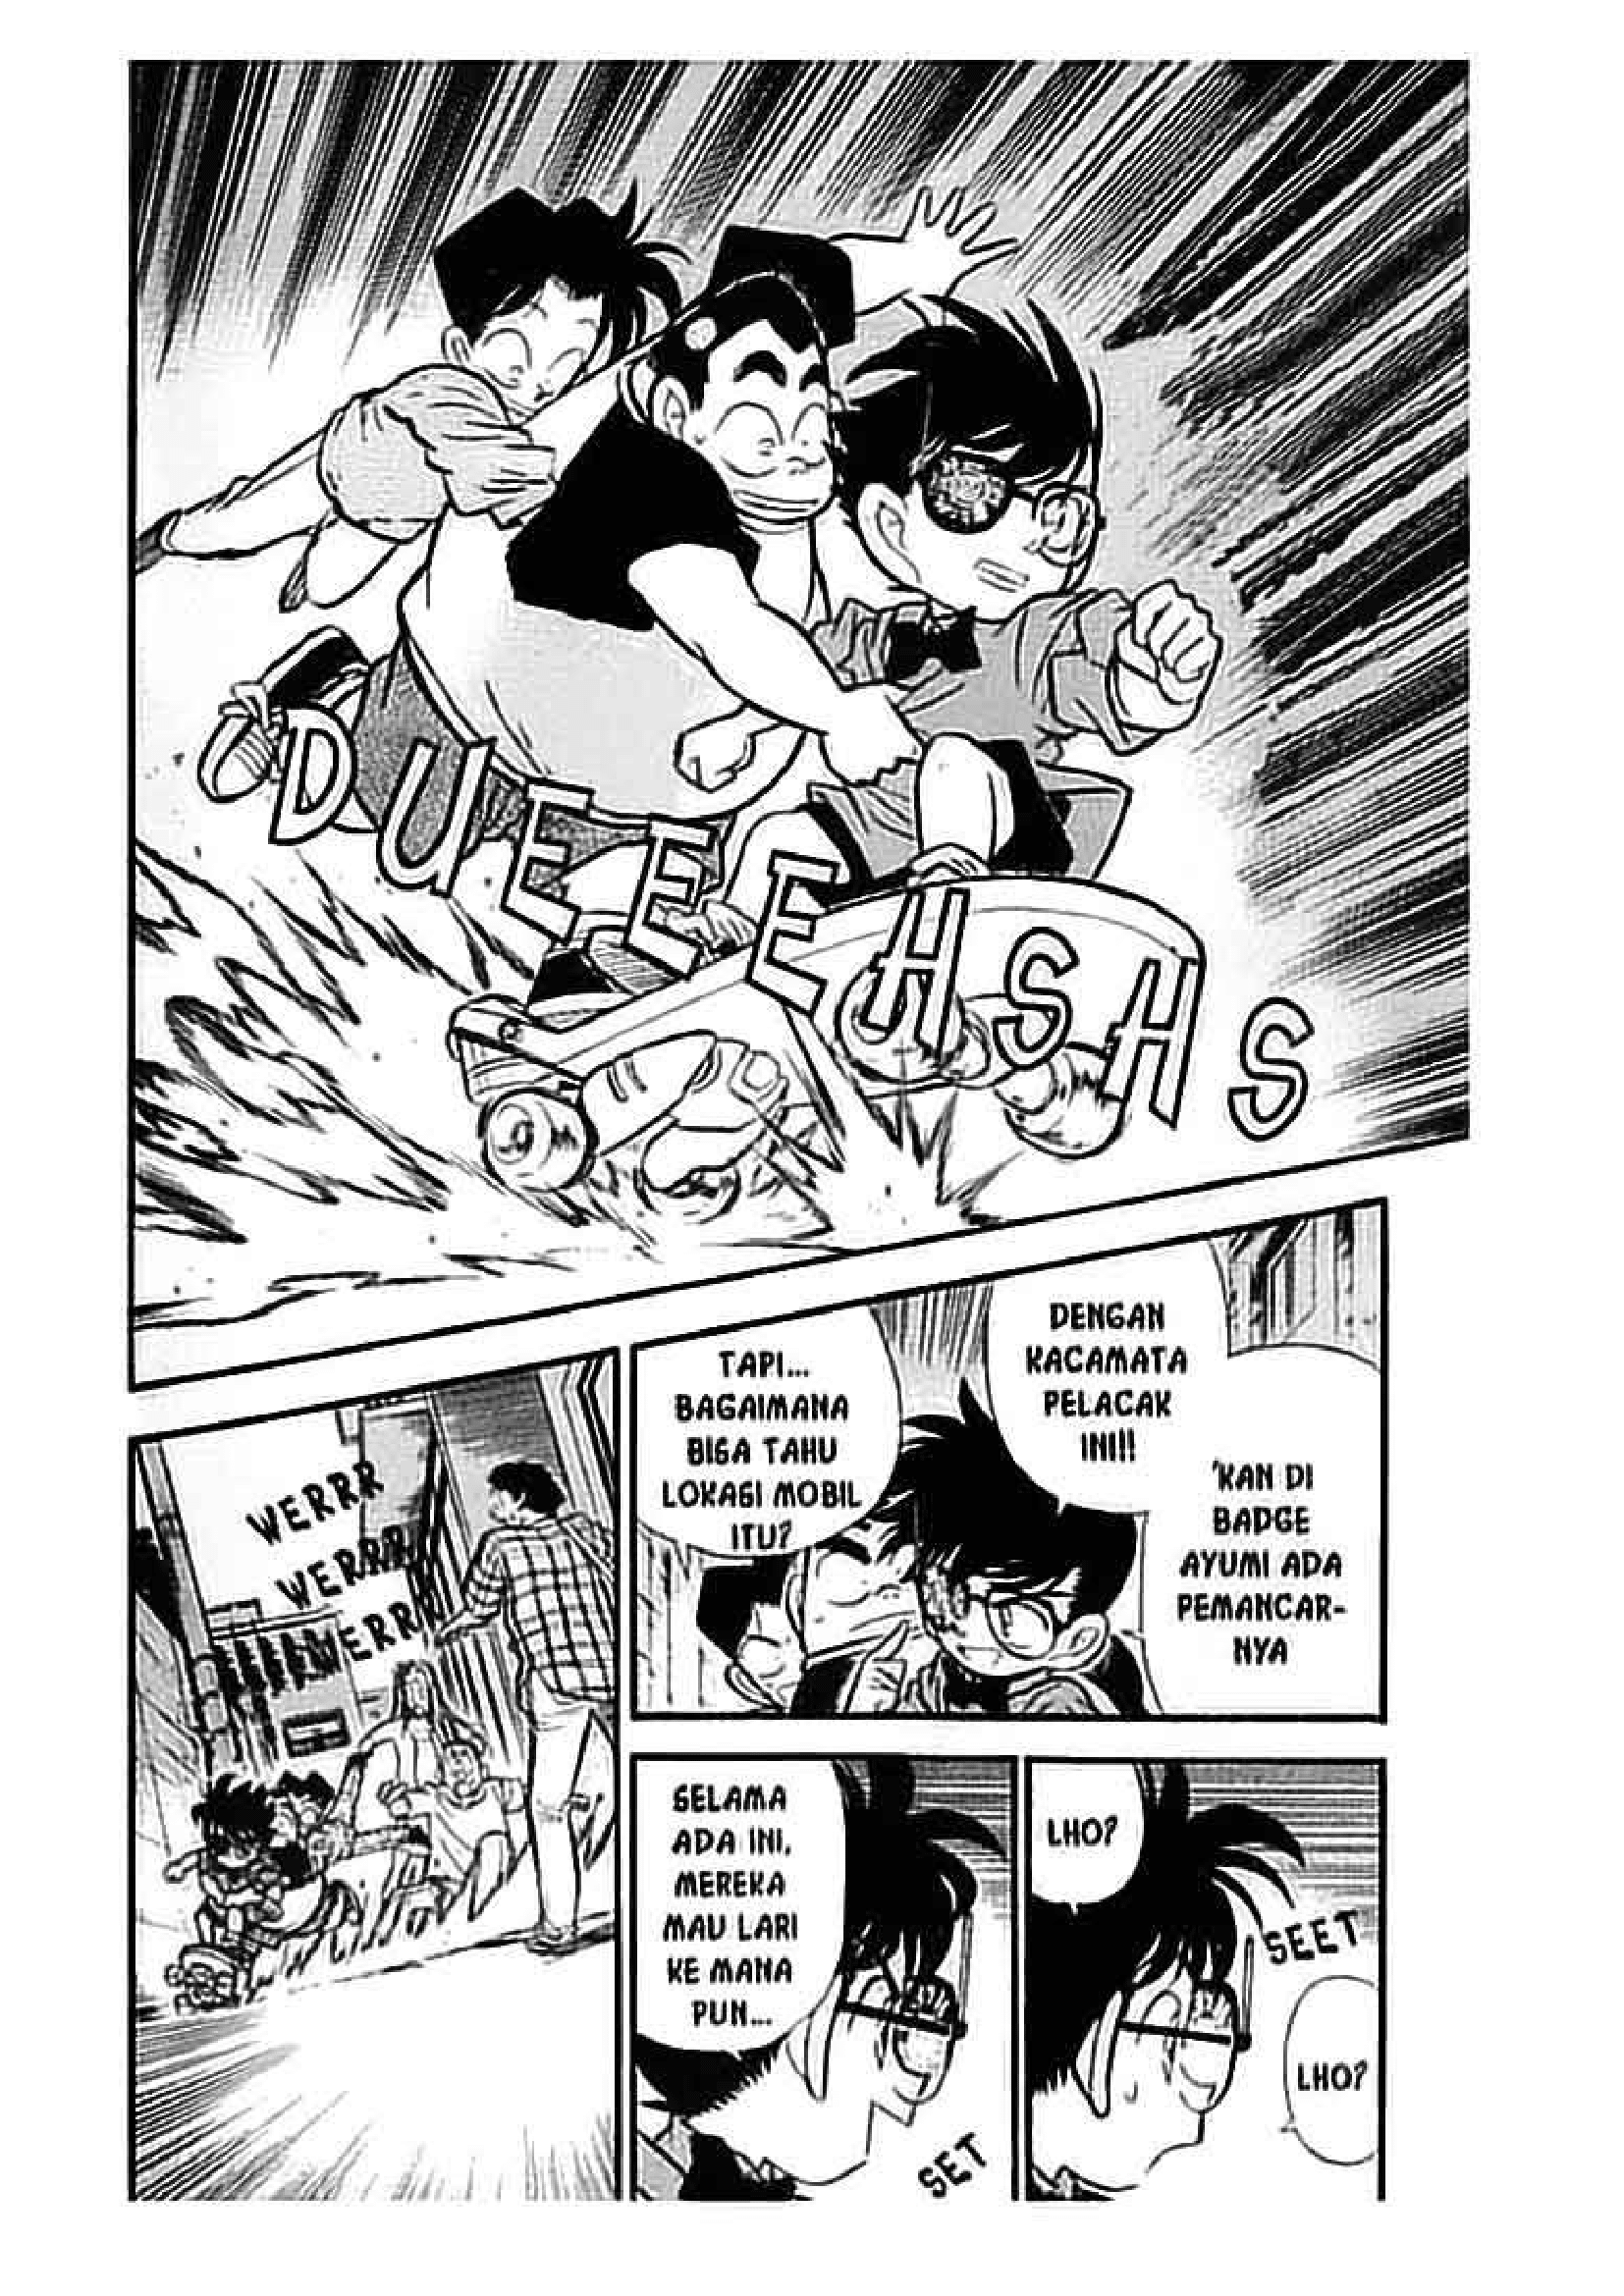 DUEEEHSHS
DENGAN
KACAMATA
PELACAK
INI!!
'KAN DI
BADGE
AYUMI ADA
PEMANCAR-
NYA
TAPI...
BAGAIMANA
BISA TAHU
LOKASI MOBIL
ITU?
WERRR
WERRR
WERRR
LHO?
SEET
LHO?
SELAMA
ADA INI,
MEREKA
MAU LARI
KE MANA
PUN...
SET